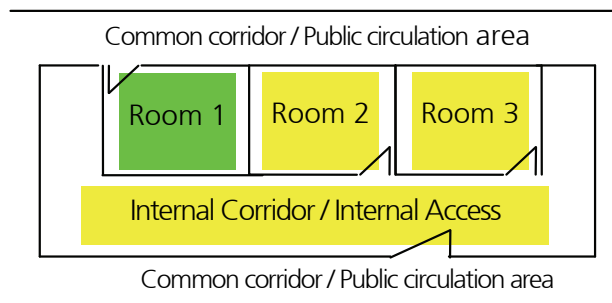 Common corridor / Public circulation area
Room 1
Room 2
Room 3
Internal Corridor / Internal Access
Common corridor / Public circulation area